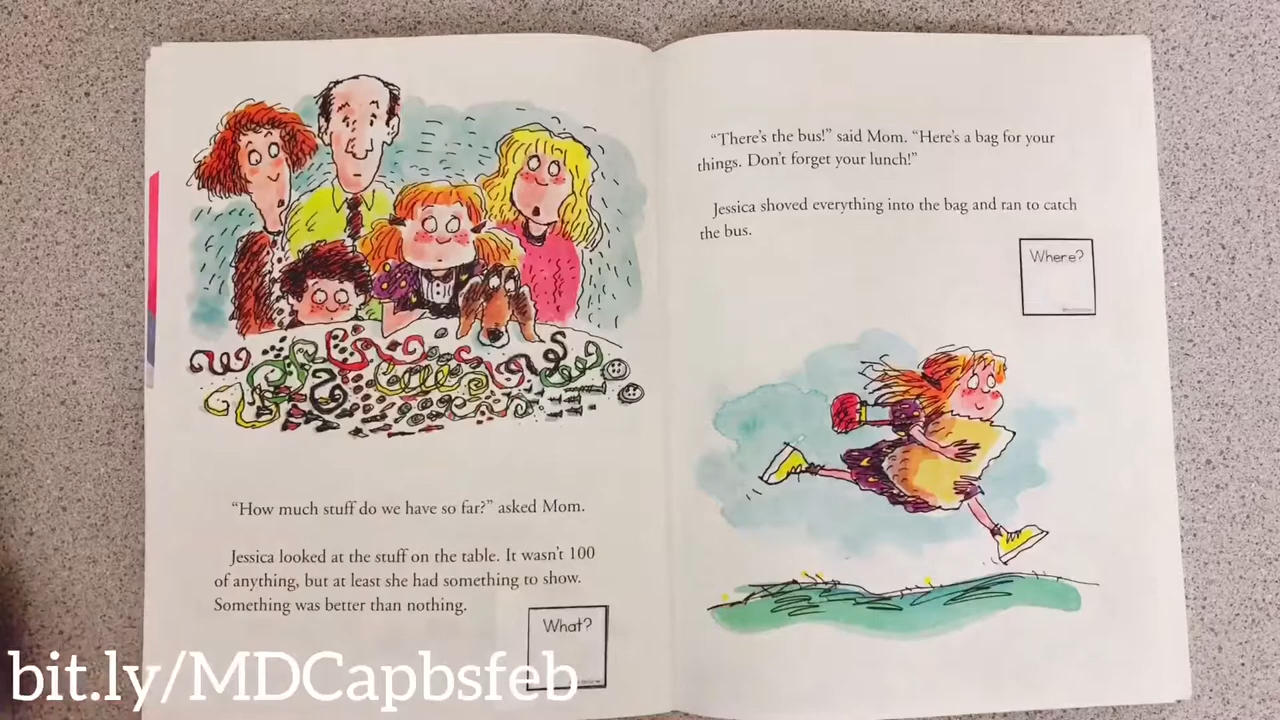 “How much stuff do we have so far?” asked Mom.
Jessica looked at the stuff on the table. It wasn’t 100
of anything, but at least she had something to show.
Something was better than nothing.
What?
“There’s the bus!” said Mom. “Here’s a bag for your
things. Don’t forget your lunch!”
Jessica shoved everything into the bag and ran to catch
the bus.
Where?
bit.ly/MDCapbsfeb